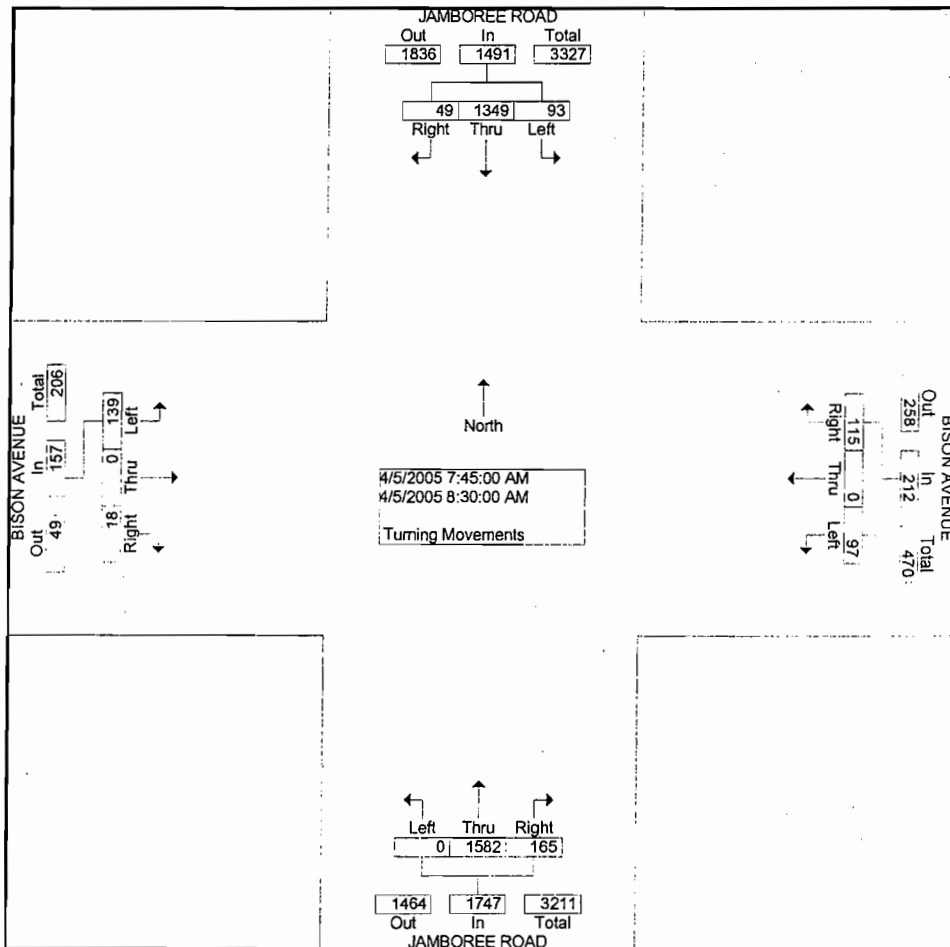 JAMBOREE ROAD
Out In Total
1836 1491 3327
49 1349 93
Right Thru Left
BISON AVENUE
Out In Total
49 157 206
Right Thru Left
18 0 139
North
4/5/2005 7:45:00 AM
4/5/2005 8:30:00 AM
Turning Movements
Right Thru Left
115 0 97
Out In Total
258 212 470
BISON AVENUE
Left Thru Right
0 1582 165
1464 1747 3211
Out In Total
JAMBOREE ROAD